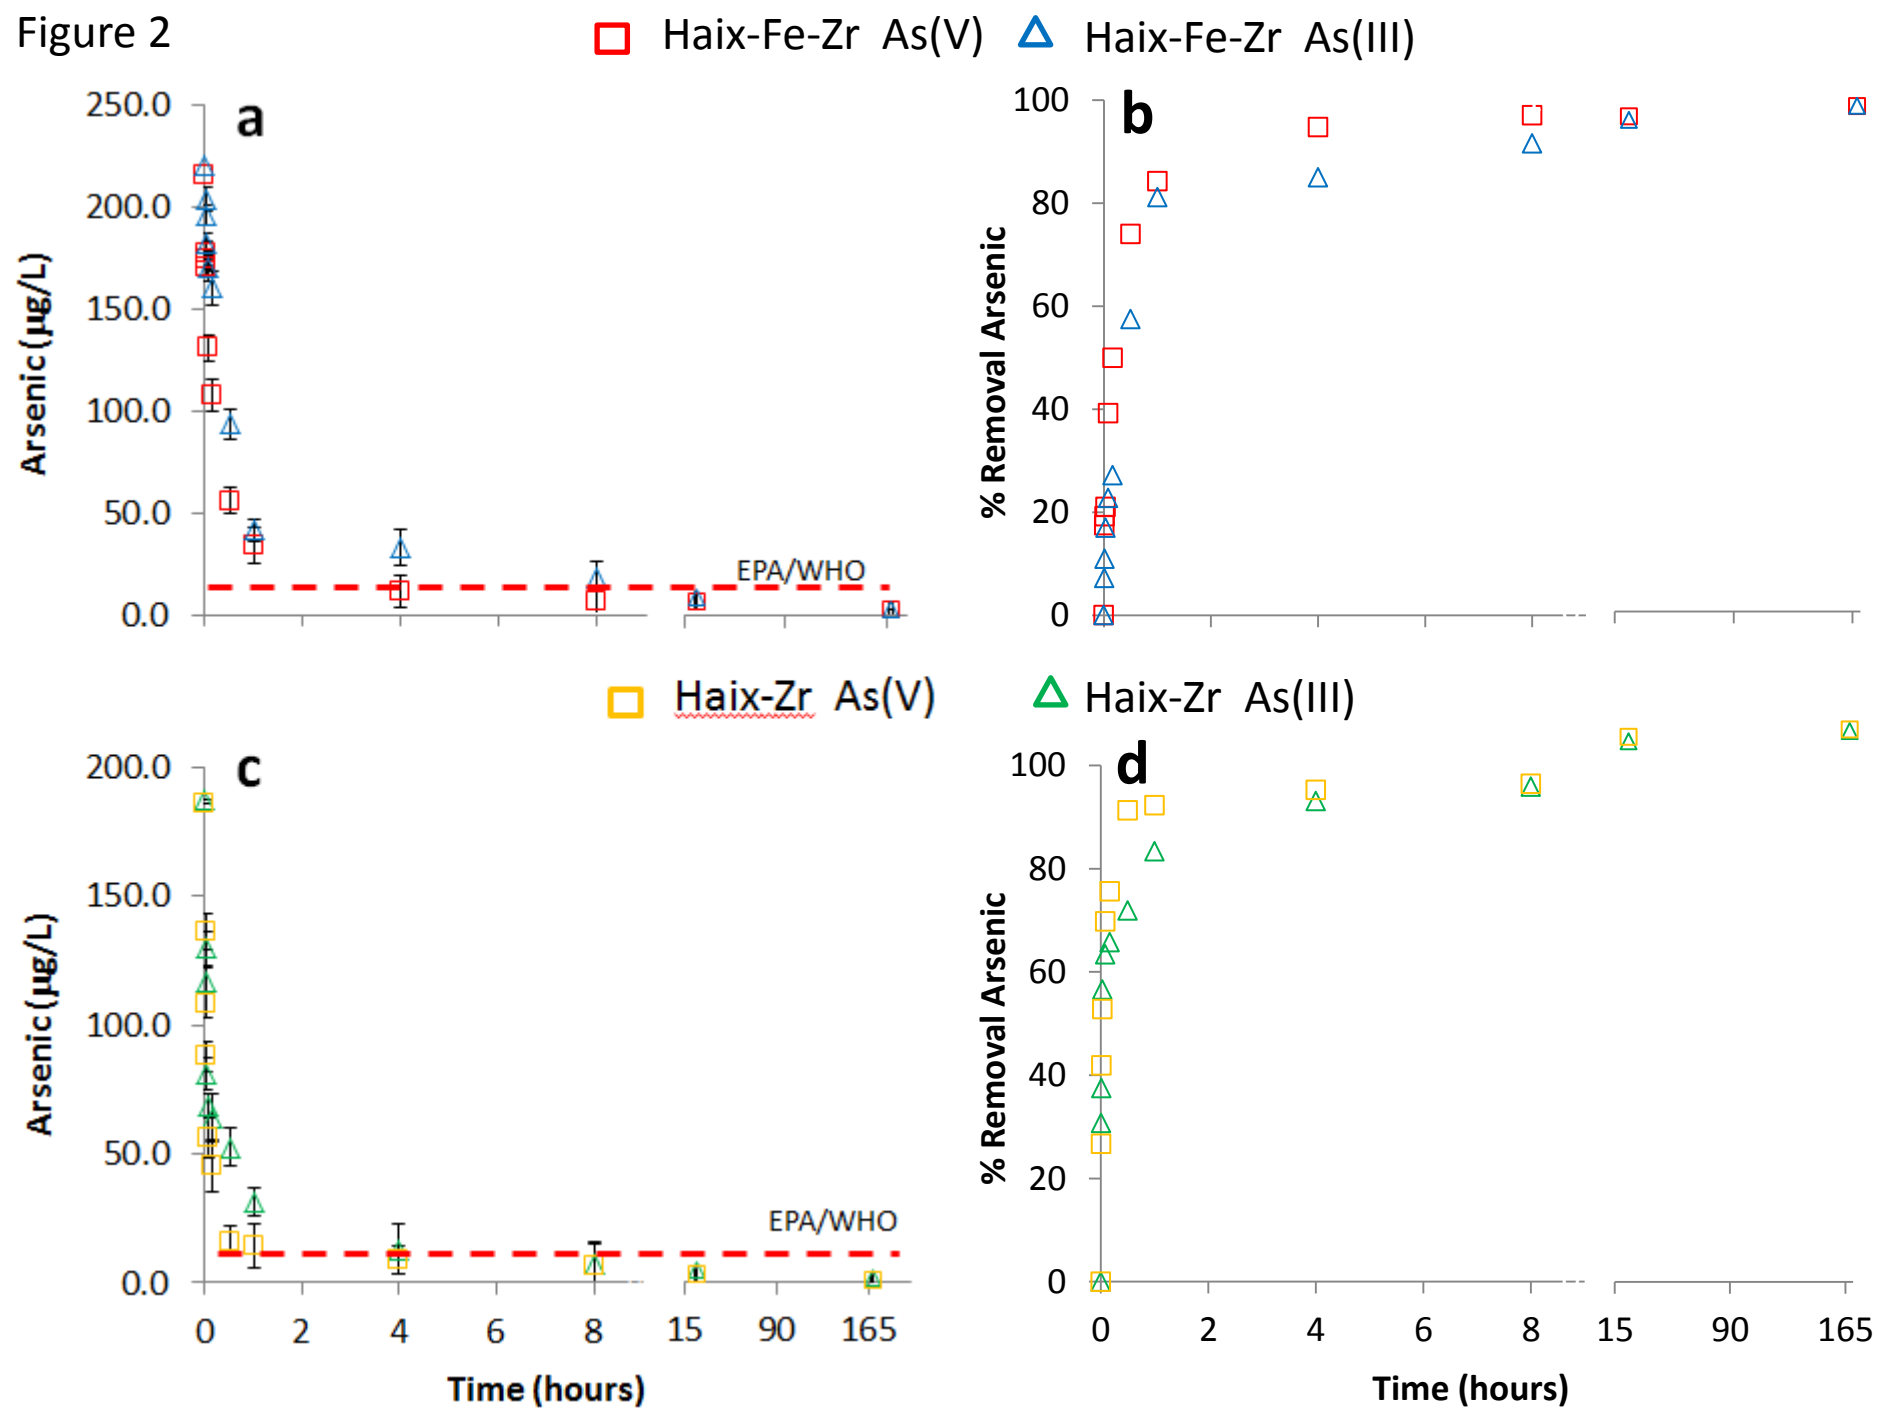 Figure 2
Haix-Fe-Zr As(V)
Haix-Fe-Zr As(III)
a
250.0
200.0
150.0
100.0
50.0
0.0
Arsenic (µg/L)
EPA/WHO
b
100
80
60
40
20
0
% Removal Arsenic
Haix-Zr As(V)
Haix-Zr As(III)
c
200.0
150.0
100.0
50.0
0.0
Arsenic (µg/L)
EPA/WHO
0 2 4 6 8 15 90 165
Time (hours)
d
100
80
60
40
20
0
% Removal Arsenic
0 2 4 6 8 15 90 165
Time (hours)